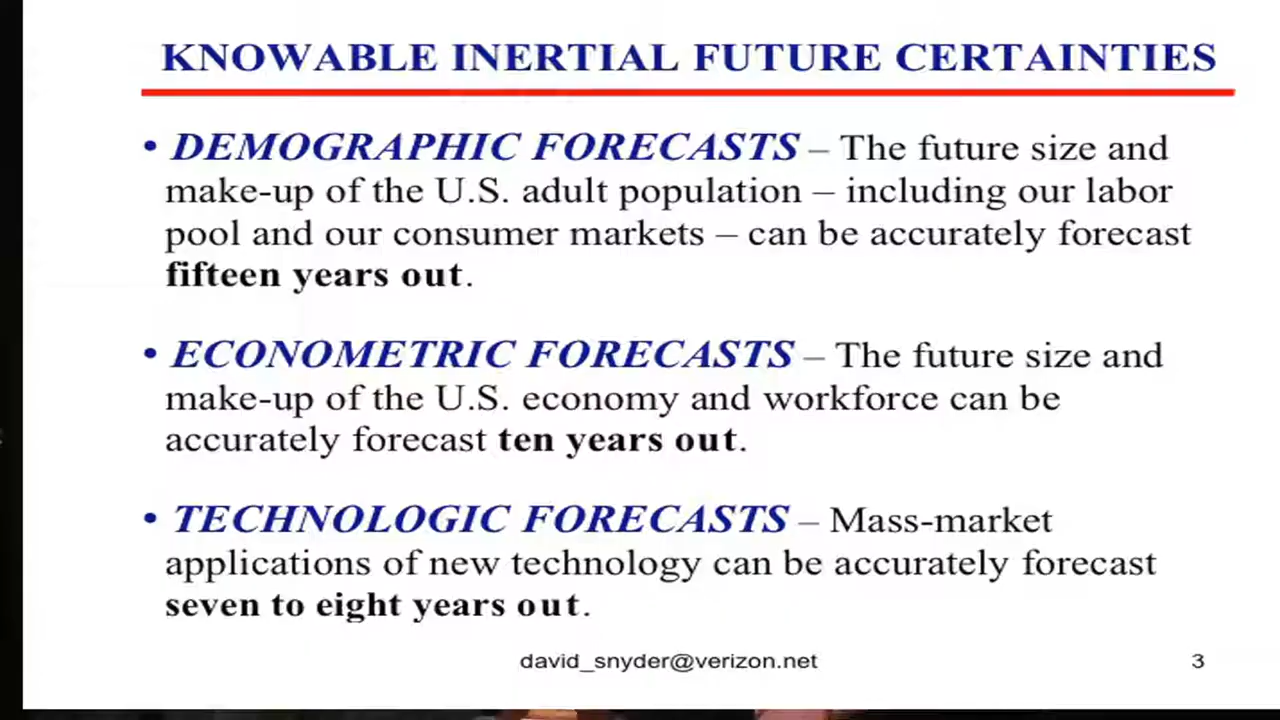 KNOWABLE INERTIAL FUTURE CERTAINTIES
• DEMOGRAPHIC FORECASTS – The future size and
make-up of the U.S. adult population – including our labor
pool and our consumer markets – can be accurately forecast
fifteen years out.
• ECONOMETRIC FORECASTS – The future size and
make-up of the U.S. economy and workforce can be
accurately forecast ten years out.
• TECHNOLOGIC FORECASTS – Mass-market
applications of new technology can be accurately forecast
seven to eight years out.
david_snyder@verizon.net 3